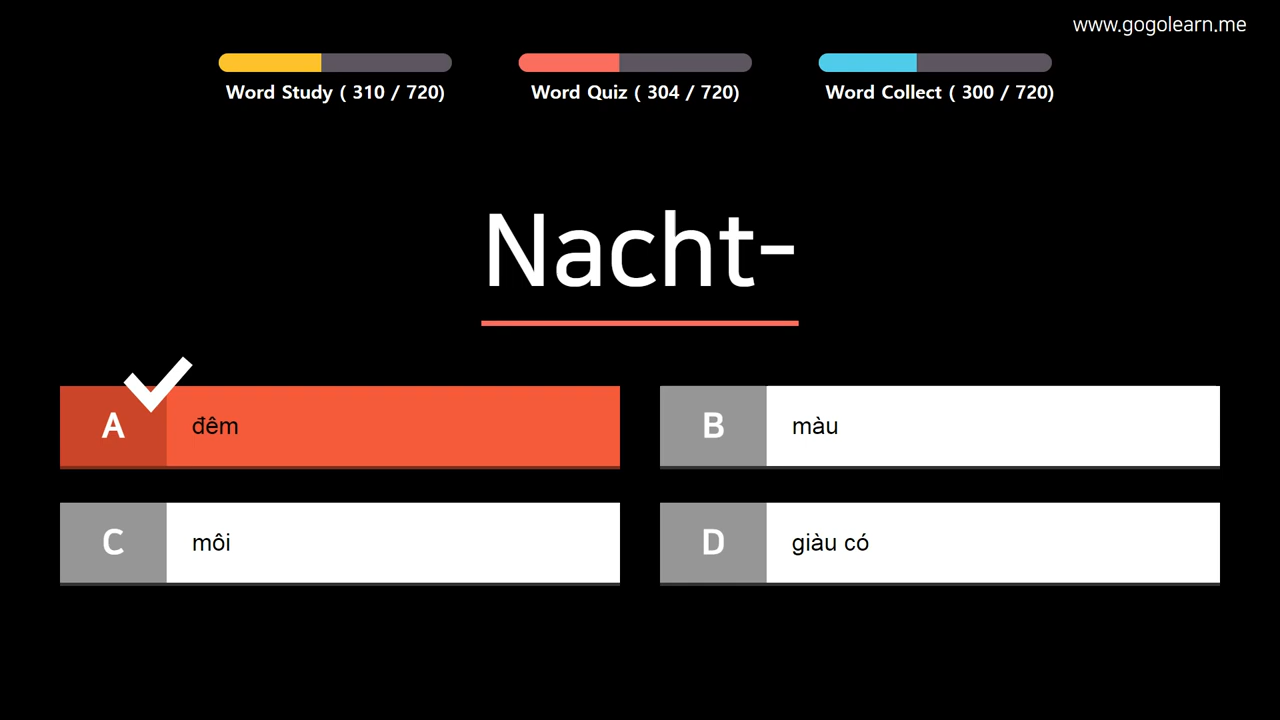 www.gogolearn.me
Word Study ( 310 / 720)
Word Quiz ( 304 / 720)
Word Collect ( 300 / 720)
Nacht-
A đêm
B màu
C môi
D giàu có